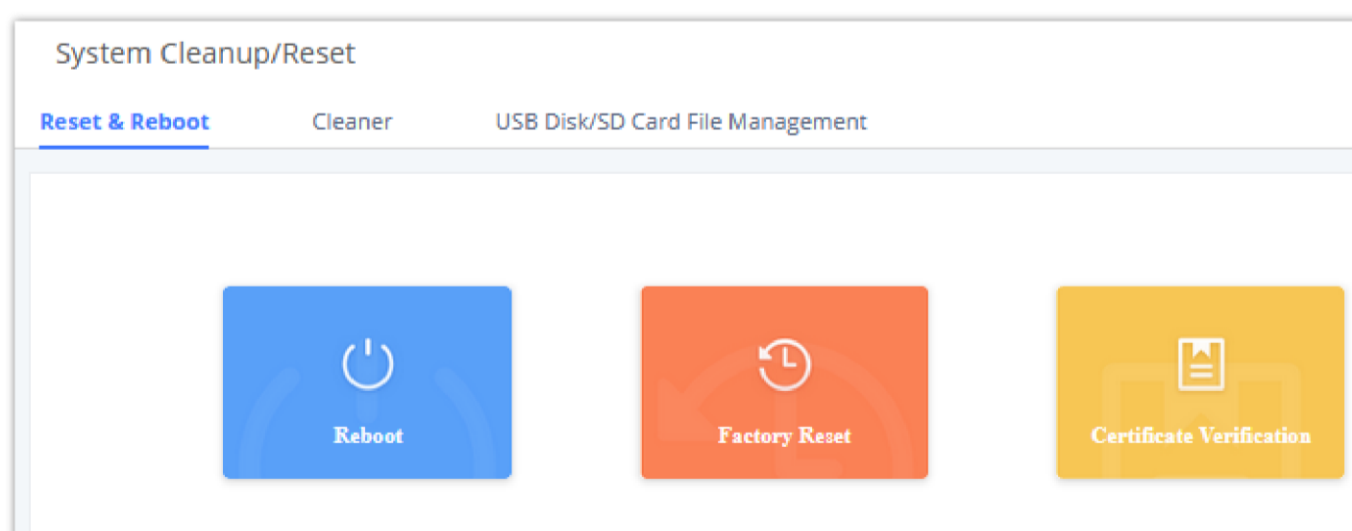 System Cleanup/Reset
Reset & Reboot Cleaner USB Disk/SD Card File Management
Reboot Factory Reset Certificate Verification